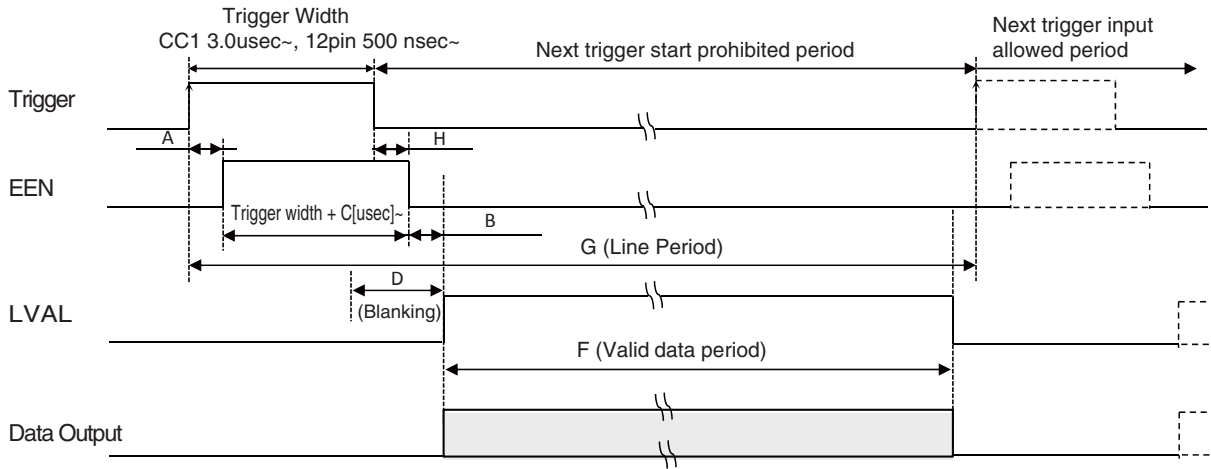 Trigger Width
CC1 3.0usec~, 12pin 500 nsec~
Next trigger start prohibited period
Next trigger input
allowed period
Trigger
A
H
EEN
Trigger width + C[usec]~
B
G (Line Period)
D
(Blanking)
LVAL
F (Valid data period)
Data Output